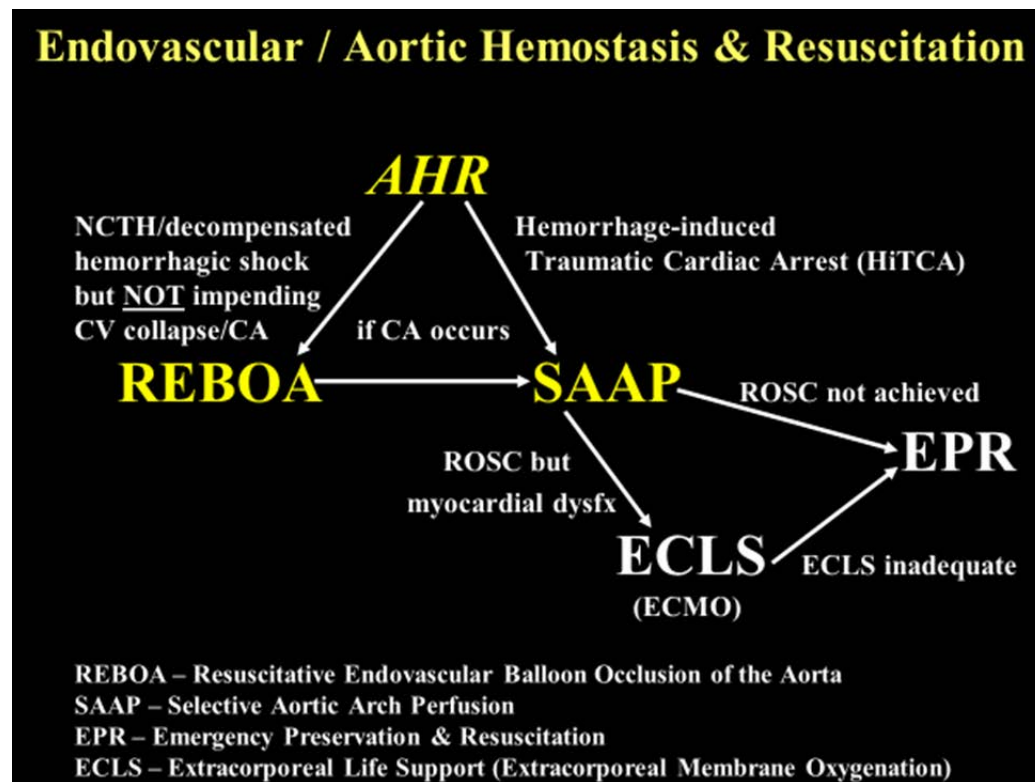 Endovascular / Aortic Hemostasis & Resuscitation
AHR
NCTH/decompensated
hemorrhagic shock
but NOT impending
CV collapse/CA
Hemorrhage-induced
Traumatic Cardiac Arrest (HiTCA)
if CA occurs
REBOA
SAAP
ROSC not achieved
EPR
ROSC but
myocardial dysfx
ECLS
(ECMO)
ECLS inadequate
REBOA – Resuscitative Endovascular Balloon Occlusion of the Aorta
SAAP – Selective Aortic Arch Perfusion
EPR – Emergency Preservation & Resuscitation
ECLS – Extracorporeal Life Support (Extracorporeal Membrane Oxygenation)